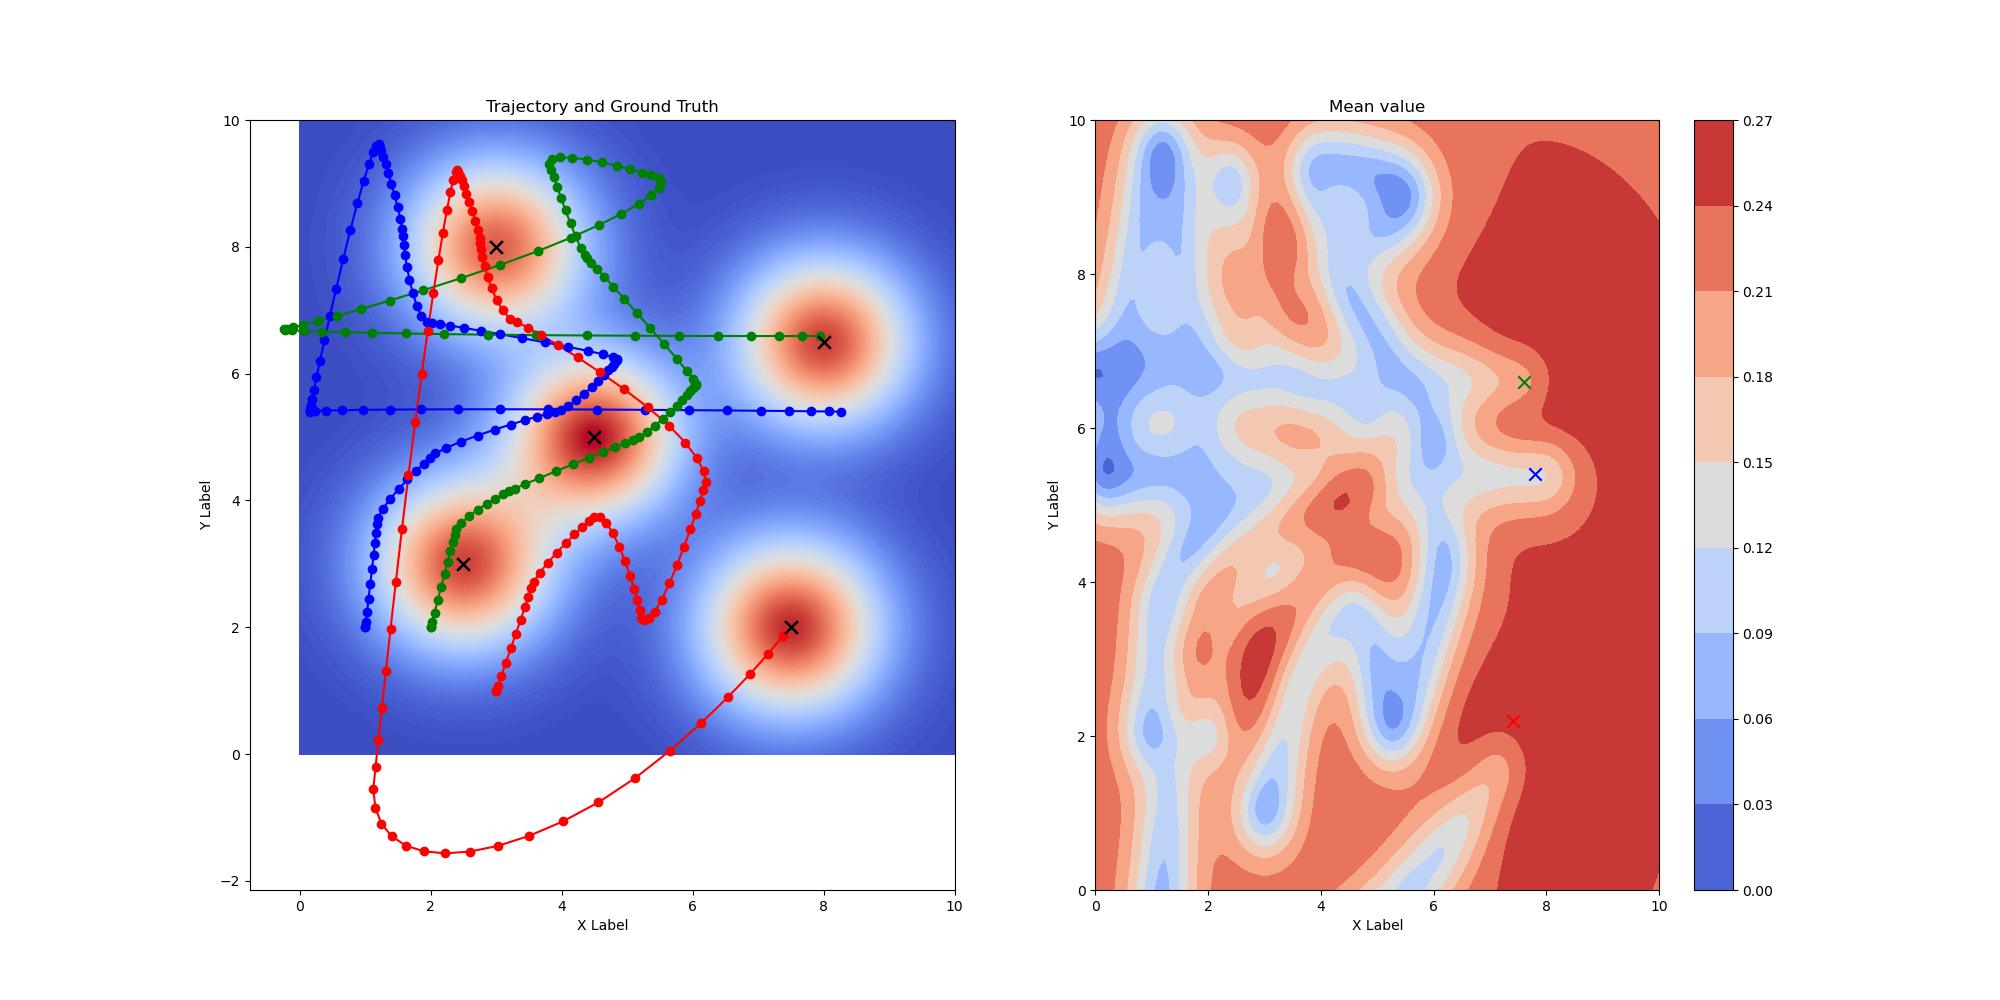 Trajectory and Ground Truth
10
8
6
4
2
0
−2
Y Label
0 2 4 6 8 10
X Label
Mean value
10
8
6
4
2
0
Y Label
0 2 4 6 8 10
X Label
0.27
0.24
0.21
0.18
0.15
0.12
0.09
0.06
0.03
0.00